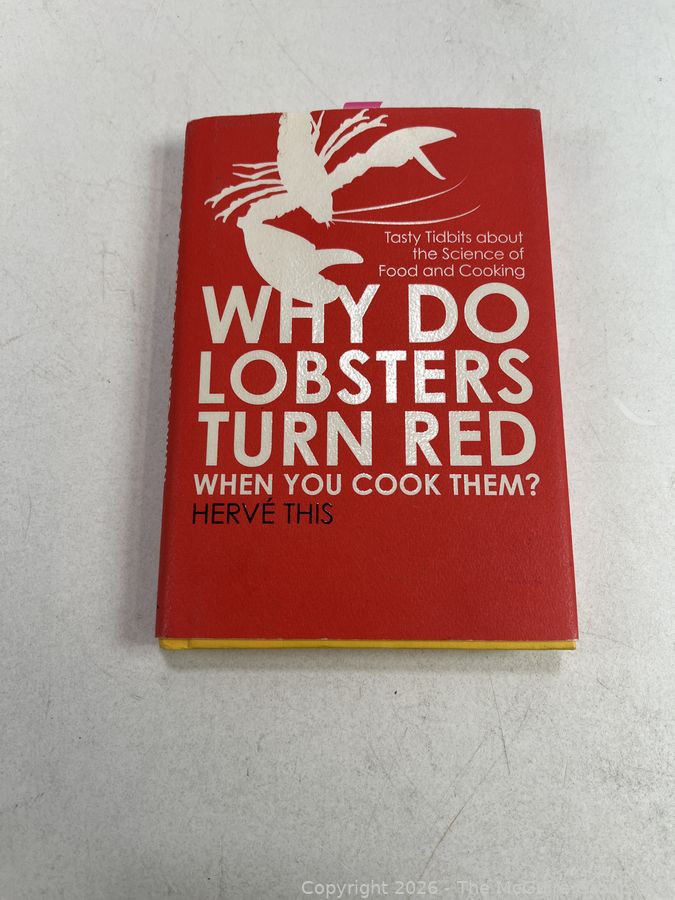 Tasty Tidbits about
the Science of
Food and Cooking
WHY DO
LOBSTERS
TURN RED
WHEN YOU COOK THEM?
HERVÉ THIS
Copyright 2026 - The